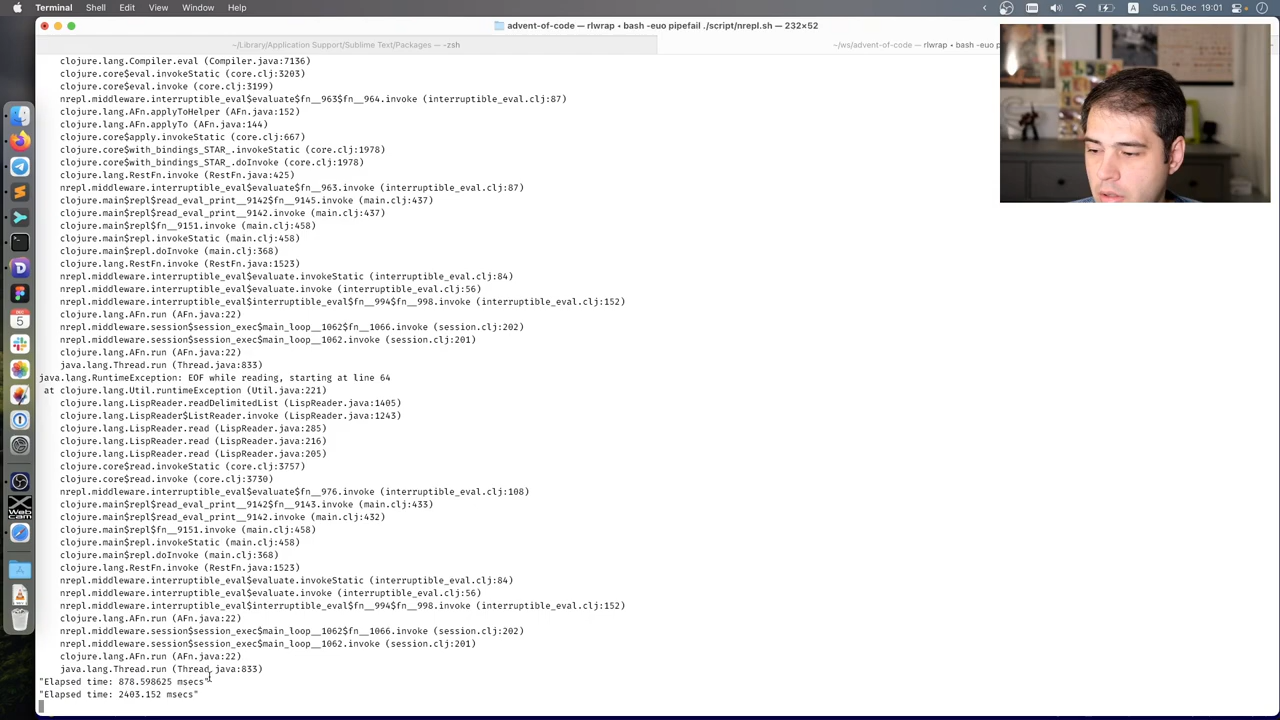 Terminal Shell Edit View Window Help
A Sun, 5. Dec 19:01
advent-of-code — rlwrap • bash -euo pipefail ./script/nrepl.sh — 232×52
~/Library/Application Support/Sublime Text/Packages — -zsh
~/ws/advent-of-code — rlwrap • bash -euo
clojure.lang.Compiler.eval (Compiler.java:7136)
clojure.core$eval.invokeStatic (core.clj:3203)
clojure.core$eval.invoke (core.clj:3199)
nrepl.middleware.interruptible_eval$evaluate$fn__963$fn__964.invoke (interruptible_eval.clj:87)
clojure.lang.AFn.applyToHelper (AFn.java:152)
clojure.lang.AFn.applyTo (AFn.java:144)
clojure.core$apply.invokeStatic (core.clj:667)
clojure.core$with_bindings_STAR_.invokeStatic (core.clj:1978)
clojure.core$with_bindings_STAR_.doInvoke (core.clj:1978)
clojure.lang.RestFn.invoke (RestFn.java:425)
nrepl.middleware.interruptible_eval$evaluate$fn__963.invoke (interruptible_eval.clj:87)
clojure.main$repl$read_eval_print__9142$fn__9145.invoke (main.clj:437)
clojure.main$repl$read_eval_print__9142.invoke (main.clj:437)
clojure.main$repl$fn__9151.invoke (main.clj:458)
clojure.main$repl.invokeStatic (main.clj:458)
clojure.main$repl.doInvoke (main.clj:368)
clojure.lang.RestFn.invoke (RestFn.java:1523)
nrepl.middleware.interruptible_eval$evaluate.invokeStatic (interruptible_eval.clj:84)
nrepl.middleware.interruptible_eval$evaluate.invoke (interruptible_eval.clj:56)
nrepl.middleware.interruptible_eval$interruptible_eval$fn__994$fn__998.invoke (interruptible_eval.clj:152)
clojure.lang.AFn.run (AFn.java:22)
nrepl.middleware.session$session_exec$main_loop__1062$fn__1066.invoke (session.clj:202)
nrepl.middleware.session$session_exec$main_loop__1062.invoke (session.clj:201)
clojure.lang.AFn.run (AFn.java:22)
java.lang.Thread.run (Thread.java:833)
java.lang.RuntimeException: EOF while reading, starting at line 64
at clojure.lang.Util.runtimeException (Util.java:221)
clojure.lang.LispReader.readDelimitedList (LispReader.java:1405)
clojure.lang.LispReader$ListReader.invoke (LispReader.java:1243)
clojure.lang.LispReader.read (LispReader.java:285)
clojure.lang.LispReader.read (LispReader.java:216)
clojure.lang.LispReader.read (LispReader.java:205)
clojure.core$read.invokeStatic (core.clj:3757)
clojure.core$read.invoke (core.clj:3730)
nrepl.middleware.interruptible_eval$evaluate$fn__976.invoke (interruptible_eval.clj:108)
clojure.main$repl$read_eval_print__9142$fn__9143.invoke (main.clj:433)
clojure.main$repl$read_eval_print__9142.invoke (main.clj:432)
clojure.main$repl$fn__9151.invoke (main.clj:458)
clojure.main$repl.invokeStatic (main.clj:458)
clojure.main$repl.doInvoke (main.clj:368)
clojure.lang.RestFn.invoke (RestFn.java:1523)
nrepl.middleware.interruptible_eval$evaluate.invokeStatic (interruptible_eval.clj:84)
nrepl.middleware.interruptible_eval$evaluate.invoke (interruptible_eval.clj:56)
nrepl.middleware.interruptible_eval$interruptible_eval$fn__994$fn__998.invoke (interruptible_eval.clj:152)
clojure.lang.AFn.run (AFn.java:22)
nrepl.middleware.session$session_exec$main_loop__1062$fn__1066.invoke (session.clj:202)
nrepl.middleware.session$session_exec$main_loop__1062.invoke (session.clj:201)
clojure.lang.AFn.run (AFn.java:22)
java.lang.Thread.run (Thread.java:833)
"Elapsed time: 878.598625 msecs"
"Elapsed time: 2403.152 msecs"
DEC
5
Web
cam